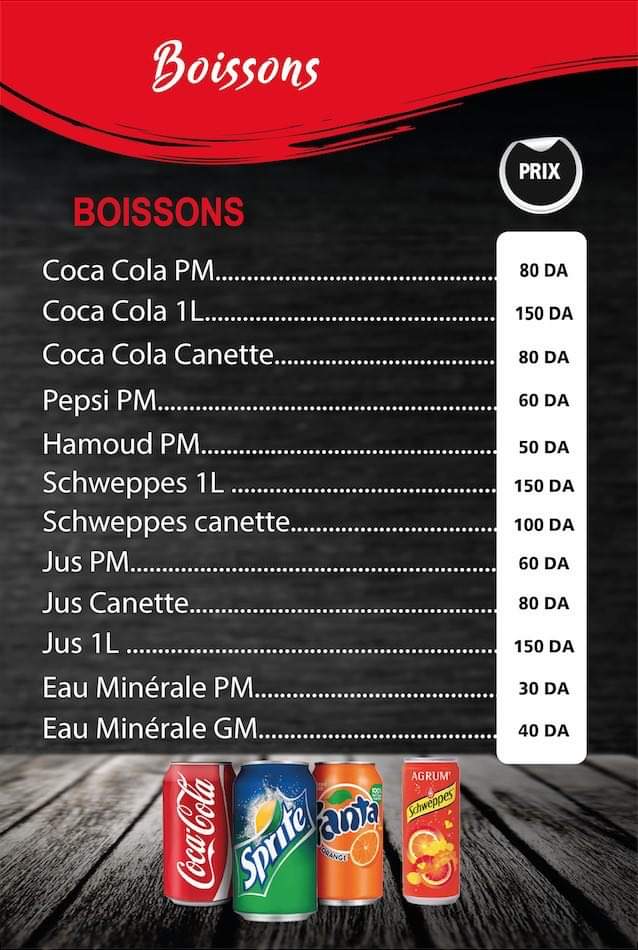 Boissons
PRIX
BOISSONS
Coca Cola PM........................................ 80 DA
Coca Cola 1L........................................ 150 DA
Coca Cola Canette................................ 80 DA
Pepsi PM............................................... 60 DA
Hamoud PM.......................................... 50 DA
Schweppes 1L ...................................... 150 DA
Schweppes canette.............................. 100 DA
Jus PM.................................................... 60 DA
Jus Canette........................................... 80 DA
Jus 1L .................................................... 150 DA
Eau Minérale PM.................................. 30 DA
Eau Minérale GM.................................. 40 DA
Coca-Cola
Sprite
Fanta
ORANGE
AGRUM'
Schweppes